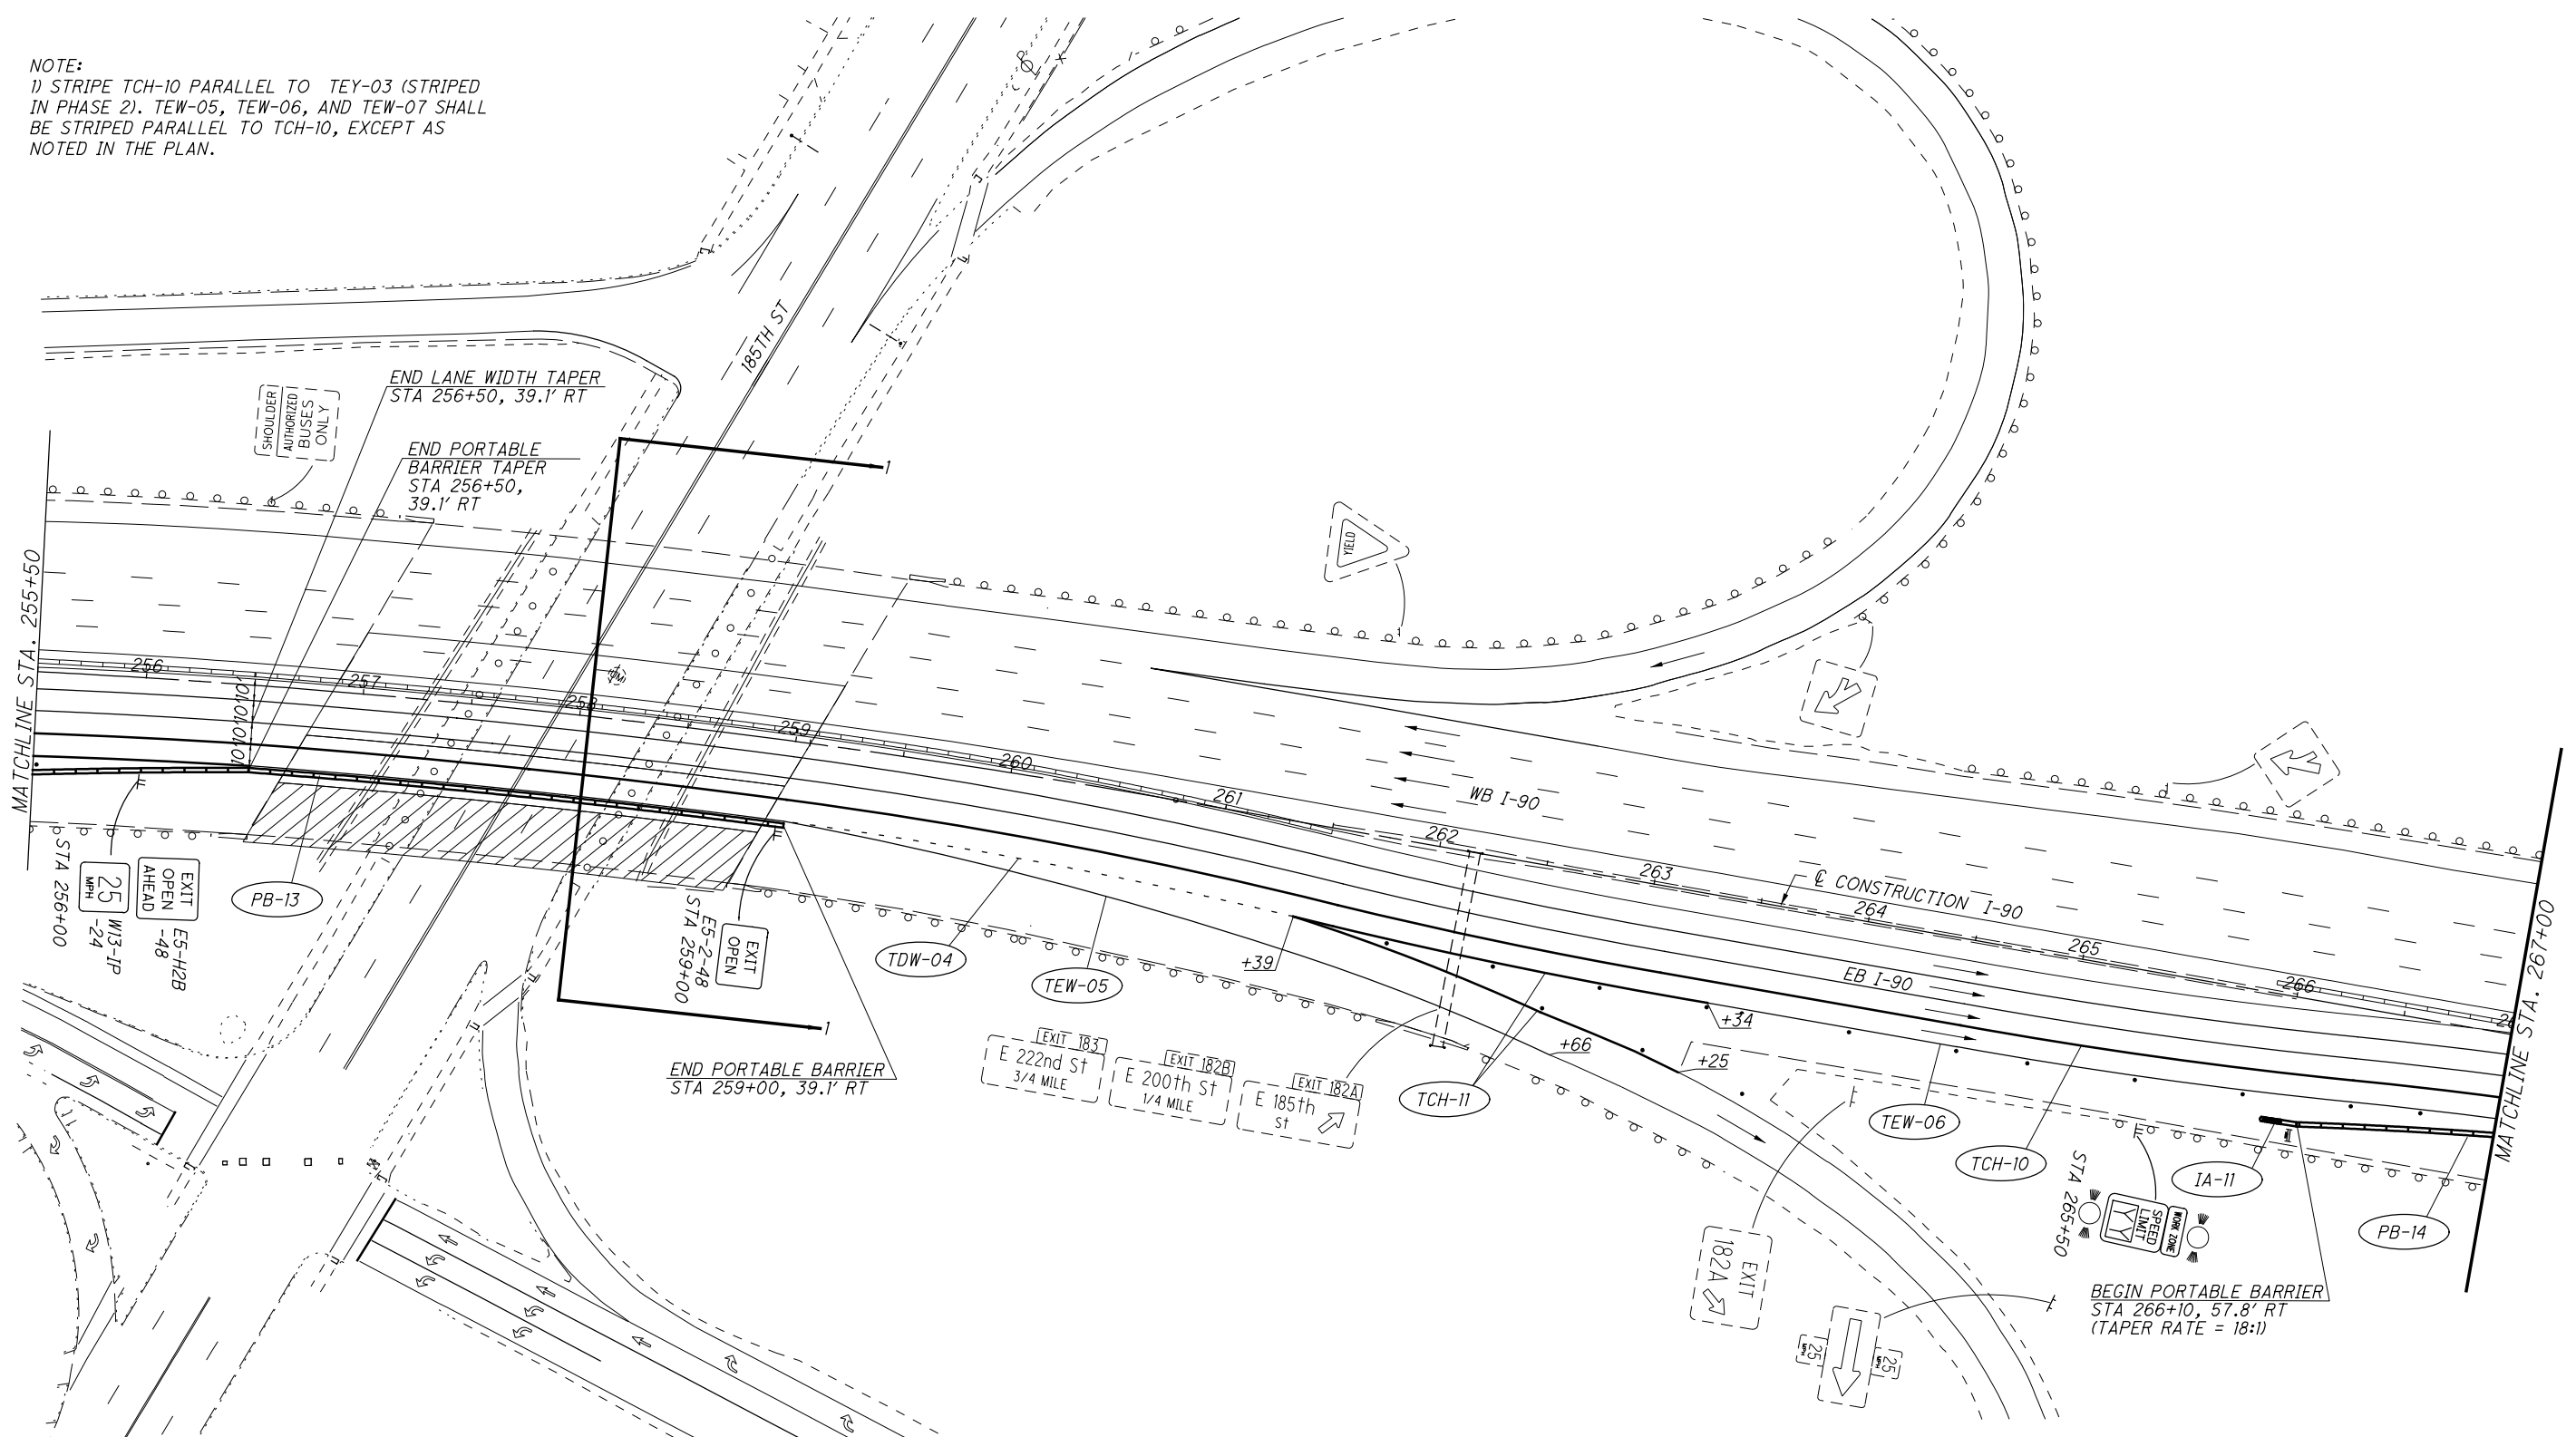 NOTE:
1) STRIPE TCH-10 PARALLEL TO TEY-03 (STRIPED
IN PHASE 2). TEW-05, TEW-06, AND TEW-07 SHALL
BE STRIPED PARALLEL TO TCH-10, EXCEPT AS
NOTED IN THE PLAN.
185TH ST
END LANE WIDTH TAPER
STA 256+50, 39.1' RT
SHOULDER
AUTHORIZED
BUSES
ONLY
END PORTABLE
BARRIER TAPER
STA 256+50,
39.1' RT
1
YIELD
MATCHLINE STA. 255+50
256
257
258
259
260
261
262
263
264
265
266
10'
10'
10'
10'
WB I-90
℄ CONSTRUCTION I-90
EB I-90
MATCHLINE STA. 267+00
STA 256+00
25
MPH
W13-1P
-24
EXIT
OPEN
AHEAD
E5-H2B
-48
PB-13
EXIT
OPEN
E5-2-48
STA 259+00
1
TDW-04
TEW-05
+39
+34
+66
+25
END PORTABLE BARRIER
STA 259+00, 39.1' RT
EXIT 183
E 222nd St
3/4 MILE
EXIT 182B
E 200th St
1/4 MILE
EXIT 182A
E 185th
St
TCH-11
TEW-06
TCH-10
IA-11
PB-14
STA 265+50
WORK ZONE
SPEED
LIMIT
YY
EXIT
182A
25
MPH
25
MPH
BEGIN PORTABLE BARRIER
STA 266+10, 57.8' RT
(TAPER RATE = 18:1)